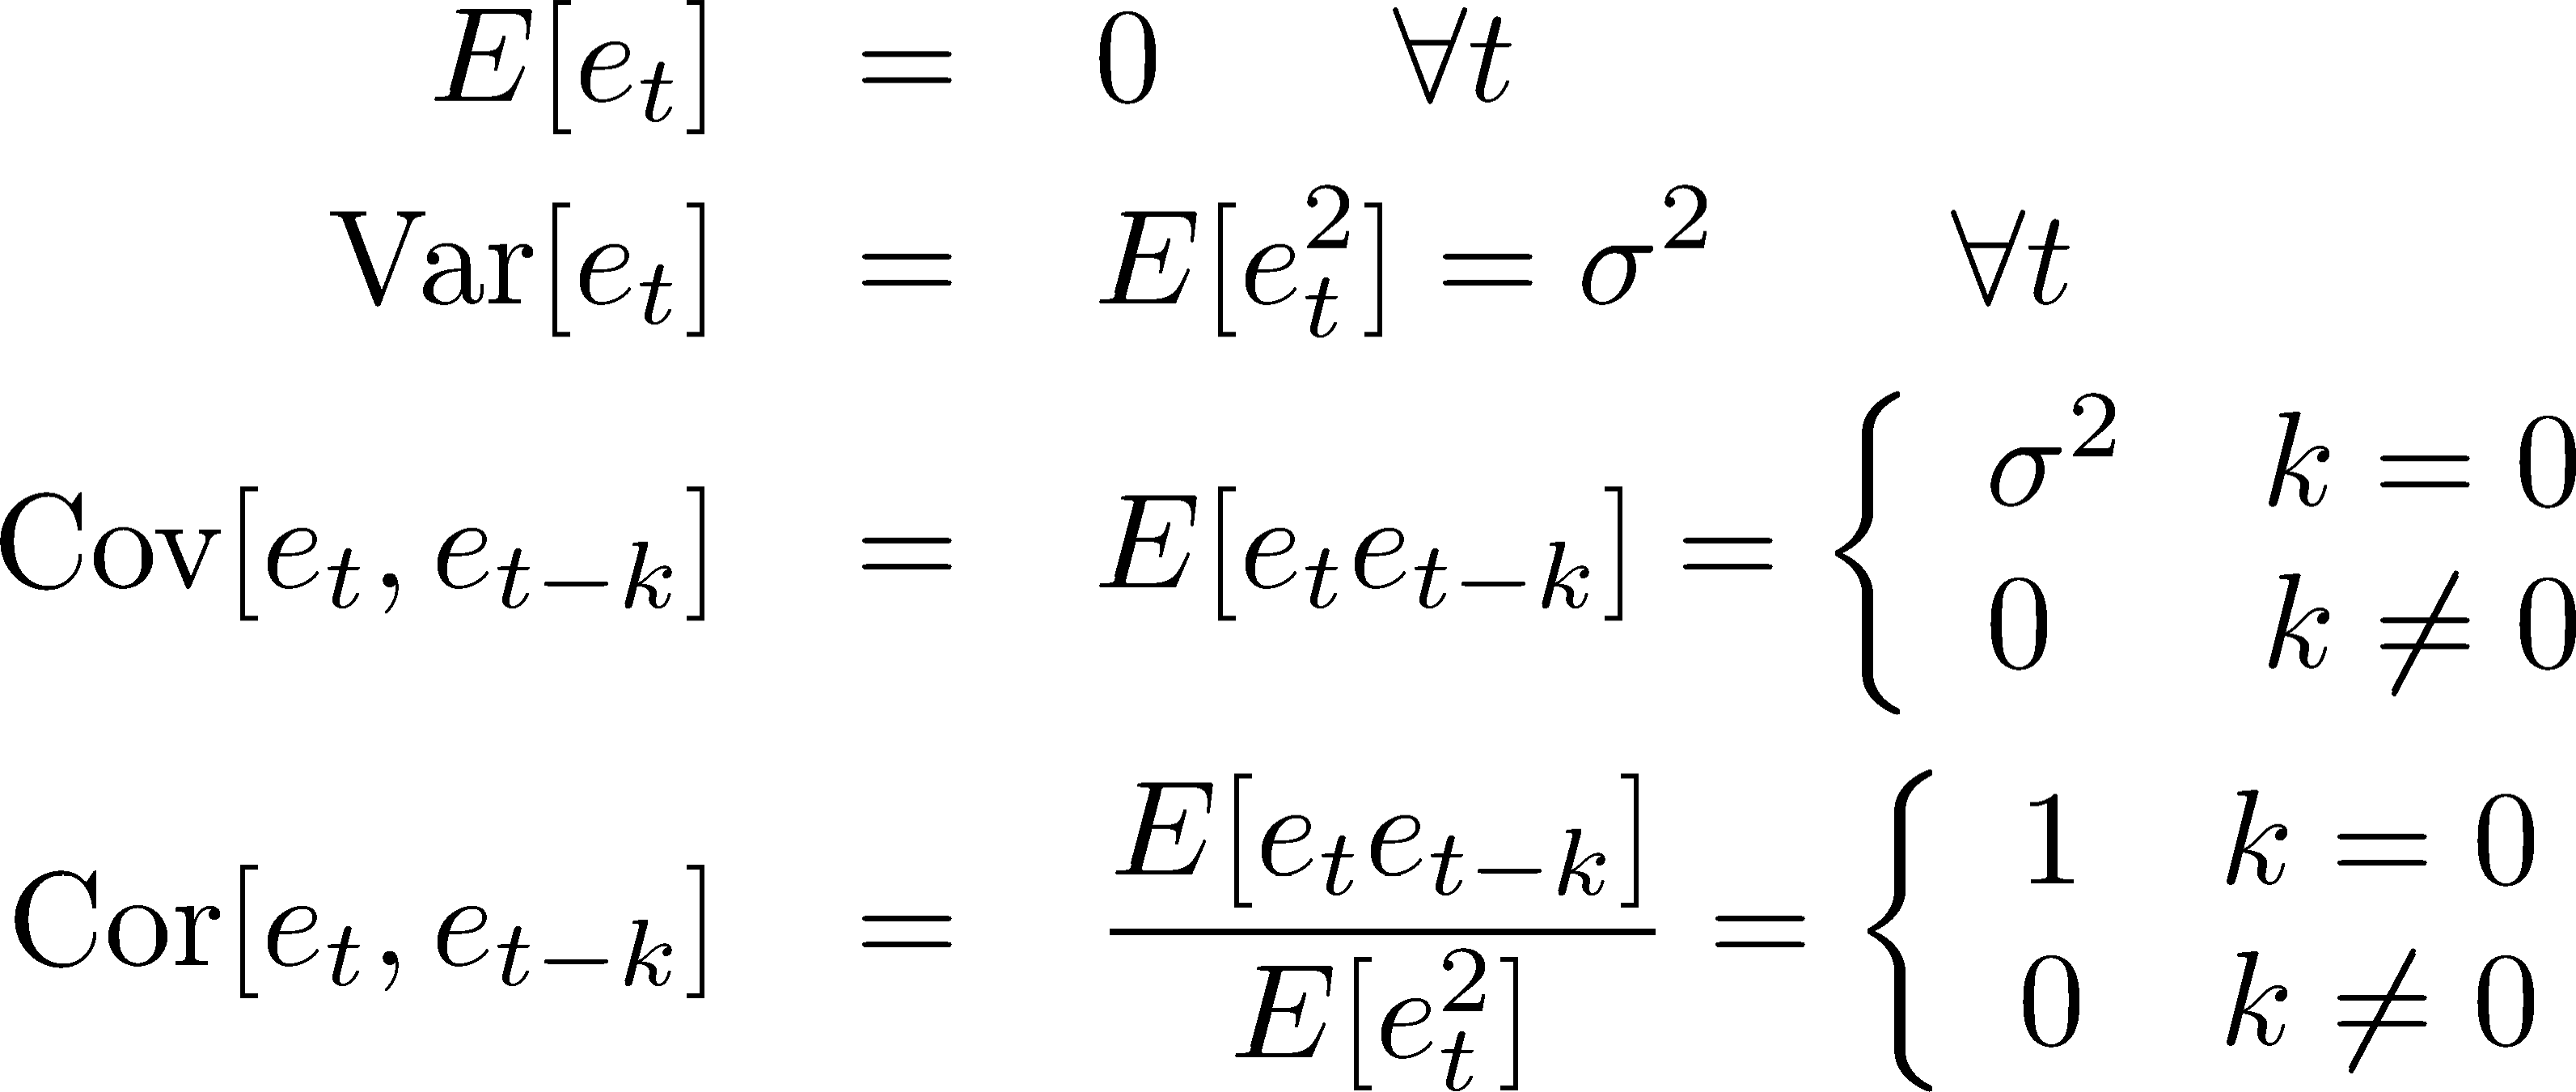 E[e_t] = 0 ∀t
Var[e_t] = E[e_t^2] = σ^2 ∀t
Cov[e_t, e_{t−k}] = E[e_t e_{t−k}] = { σ^2 k = 0
0 k ≠ 0
Cor[e_t, e_{t−k}] = \frac{E[e_t e_{t−k}]}{E[e_t^2]} = { 1 k = 0
0 k ≠ 0